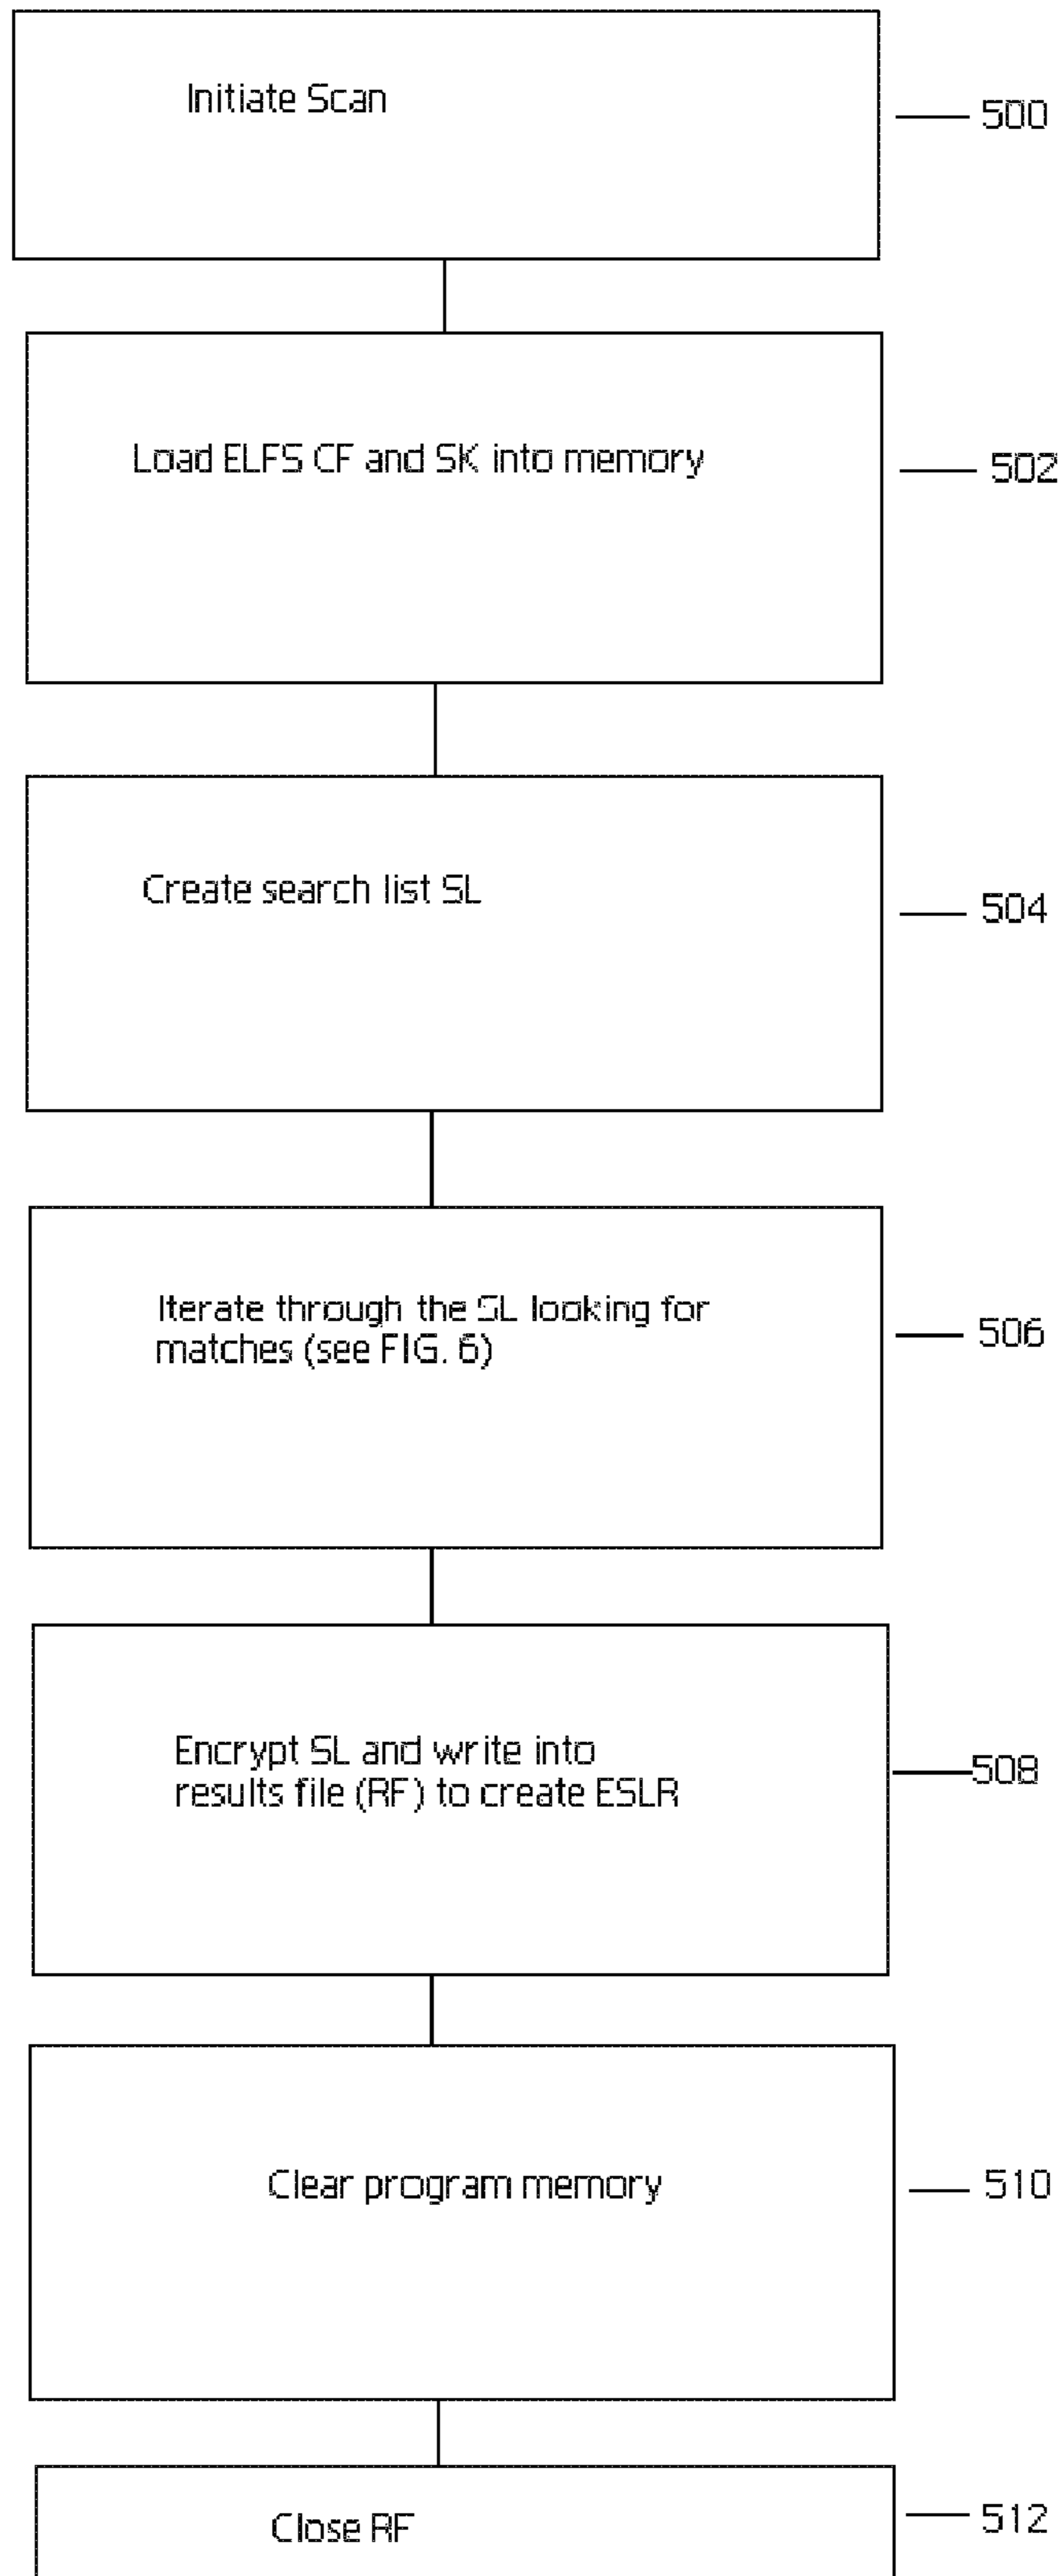 Initiate Scan
500
Load ELFS CF and SK into memory
502
Create search list SL
504
Iterate through the SL looking for
matches (see FIG. 6)
506
Encrypt SL and write into
results file (RF) to create ESLR
508
Clear program memory
510
Close RF
512